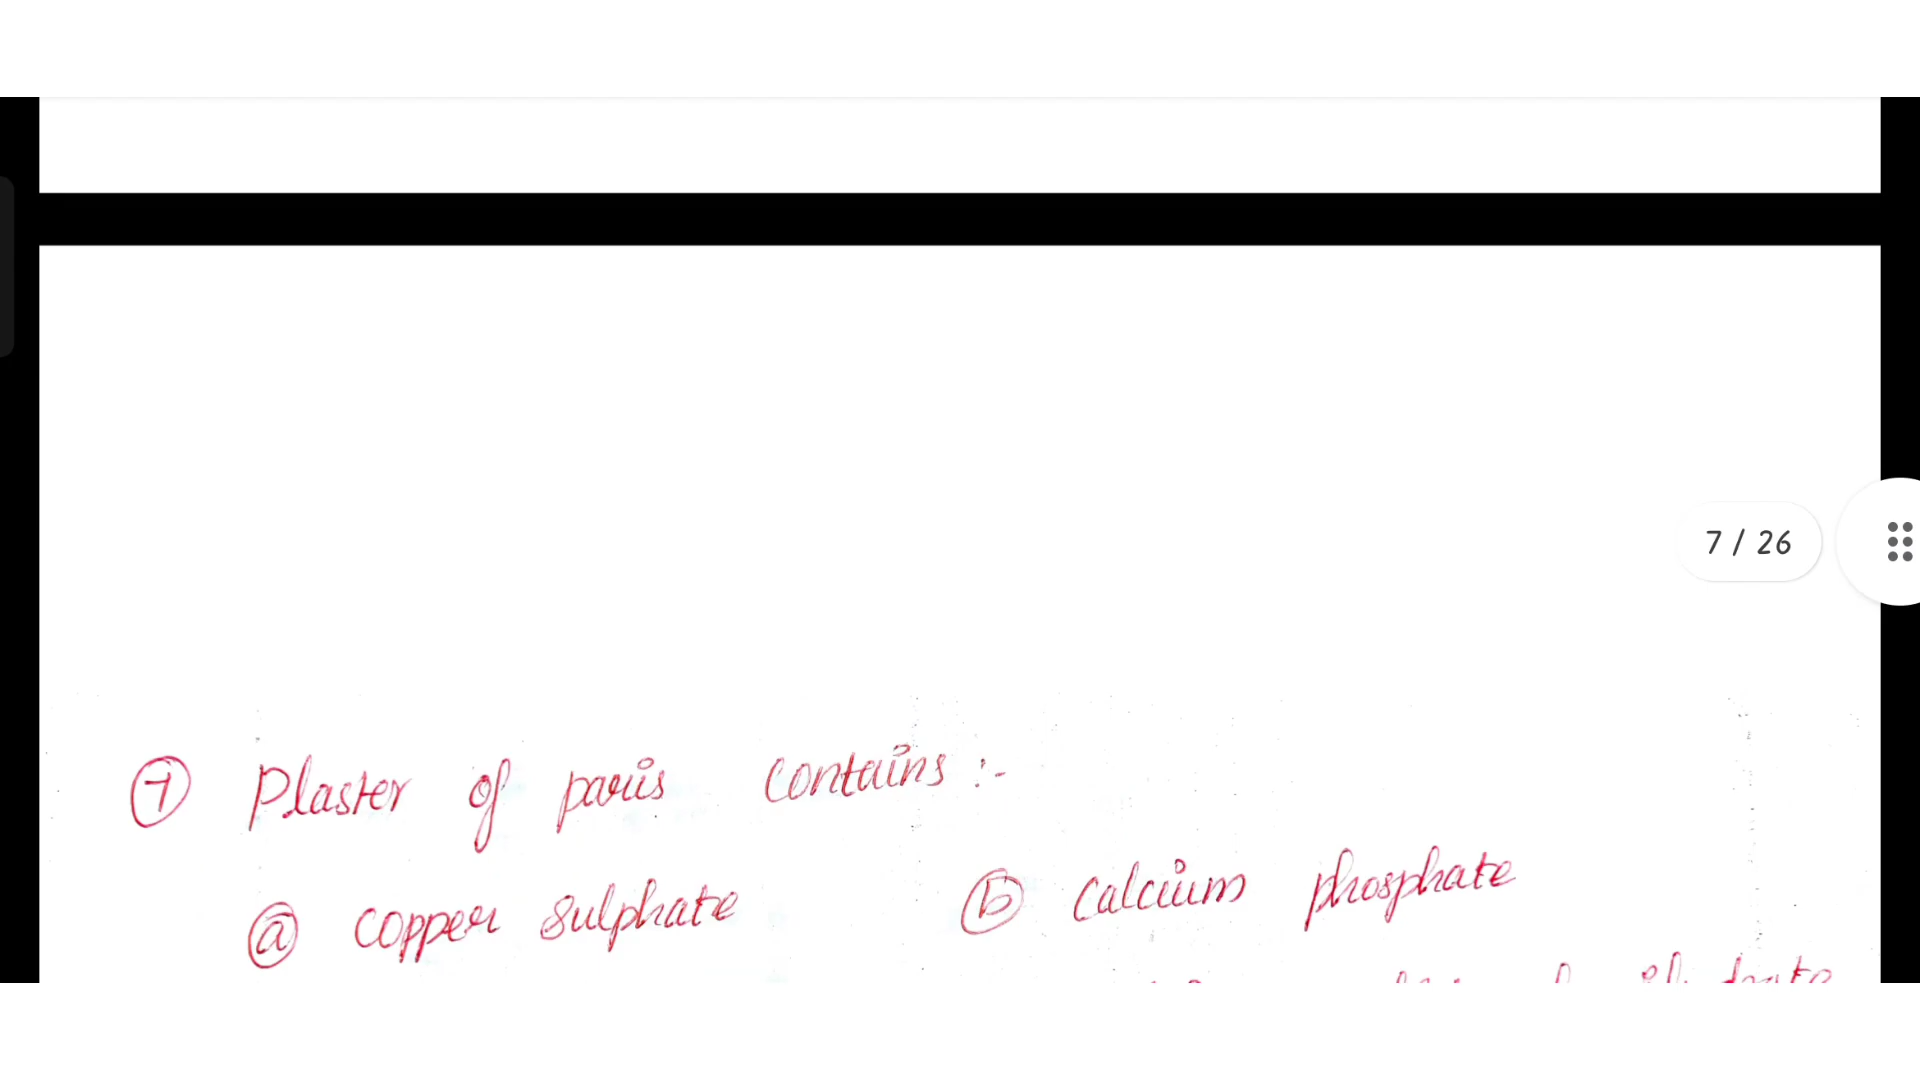 7 / 26
7 Plaster of paris contains :-
a copper sulphate b calcium phosphate